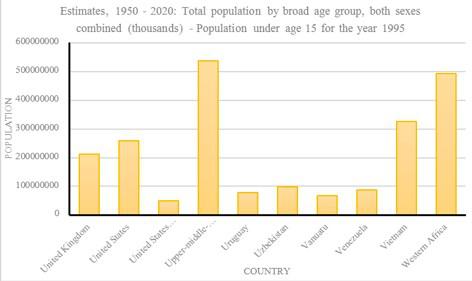 Estimates, 1950 - 2020: Total population by broad age group, both sexes
combined (thousands) - Population under age 15 for the year 1995
600000000
500000000
400000000
300000000
200000000
100000000
0
POPULATION
United Kingdom
United States
United States…
Upper-middle-…
Uruguay
Uzbekistan
Vanuatu
Venezuela
Vietnam
Western Africa
COUNTRY